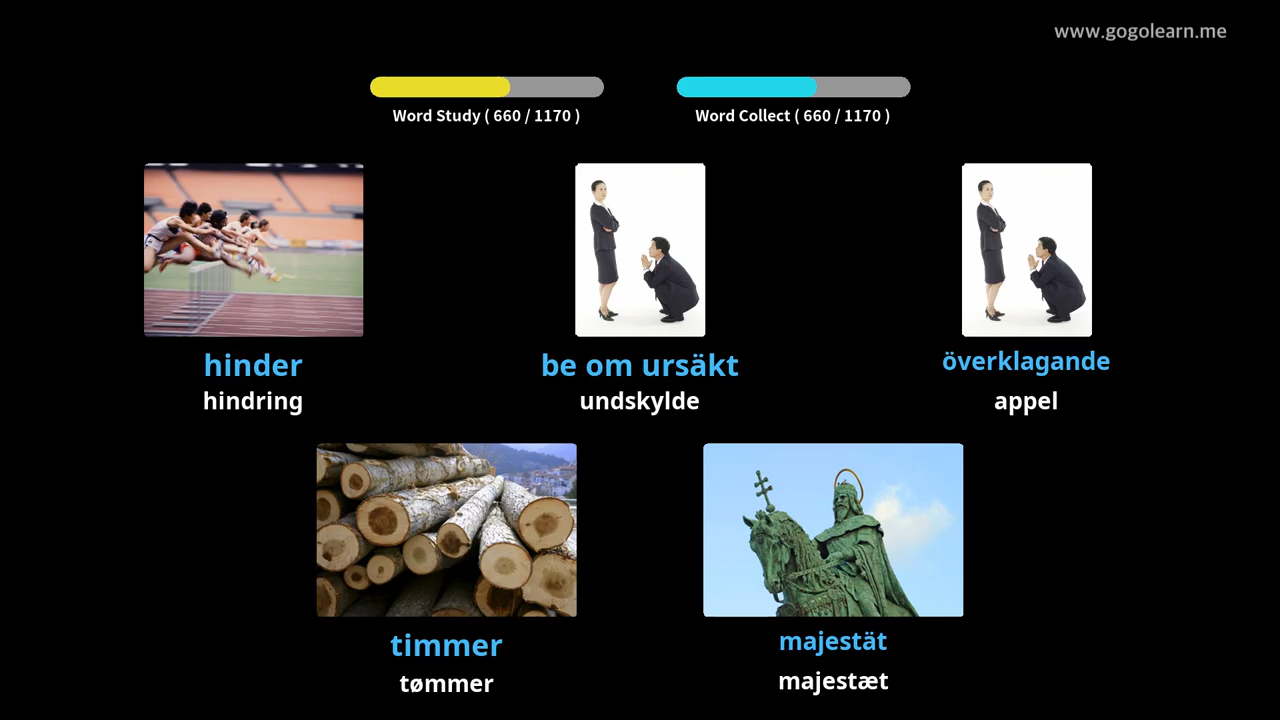 www.gogolearn.me
Word Study ( 660 / 1170 )
Word Collect ( 660 / 1170 )
hinder
hindring
be om ursäkt
undskylde
överklagande
appel
timmer
tømmer
majestät
majestæt